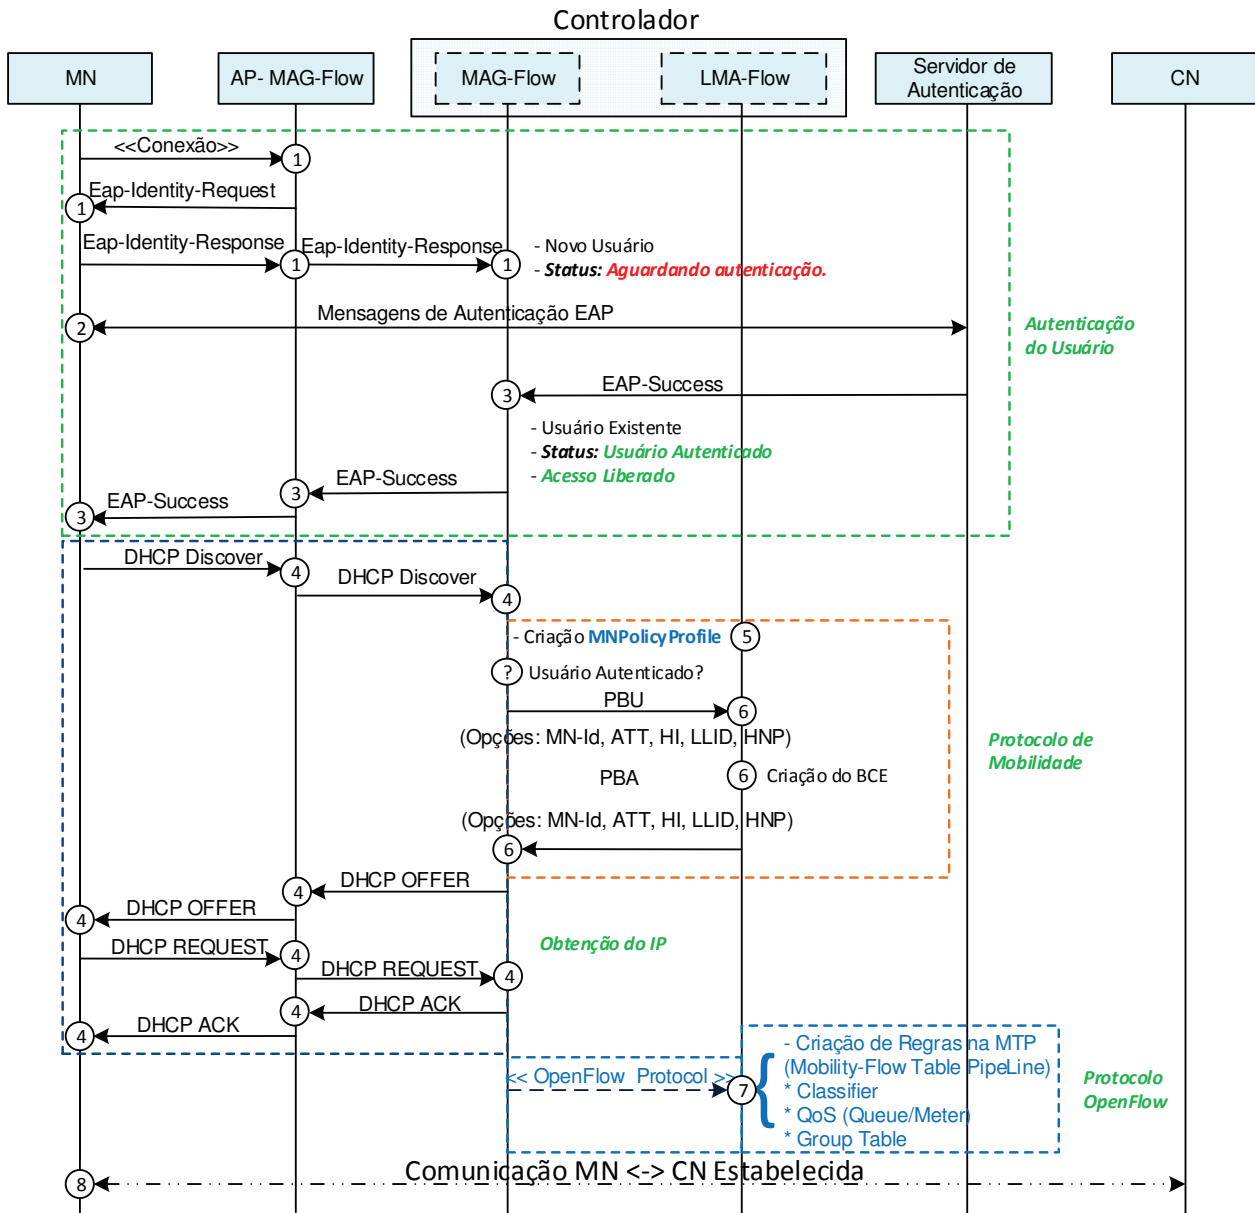 Controlador
MN
AP- MAG-Flow
MAG-Flow
LMA-Flow
Servidor de
Autenticação
CN
<<Conexão>>
1
Eap-Identity-Request
1
Eap-Identity-Response
1
Eap-Identity-Response
1
- Novo Usuário
- Status: Aguardando autenticação.
Mensagens de Autenticação EAP
2
Autenticação
do Usuário
EAP-Success
3
- Usuário Existente
- Status: Usuário Autenticado
- Acesso Liberado
EAP-Success
3
EAP-Success
3
DHCP Discover
4
DHCP Discover
4
- Criação MNPolicyProfile
5
? Usuário Autenticado?
PBU
6
(Opções: MN-Id, ATT, HI, LLID, HNP)
Protocolo de
Mobilidade
PBA
6
Criação do BCE
(Opções: MN-Id, ATT, HI, LLID, HNP)
6
DHCP OFFER
4
DHCP OFFER
4
DHCP REQUEST
4
DHCP REQUEST
4
Obtenção do IP
DHCP ACK
4
DHCP ACK
4
<< OpenFlow Protocol >>
7
{
- Criação de Regras na MTP
(Mobility-Flow Table PipeLine)
* Classifier
* QoS (Queue/Meter)
* Group Table
Protocolo
OpenFlow
Comunicação MN <-> CN Estabelecida
8